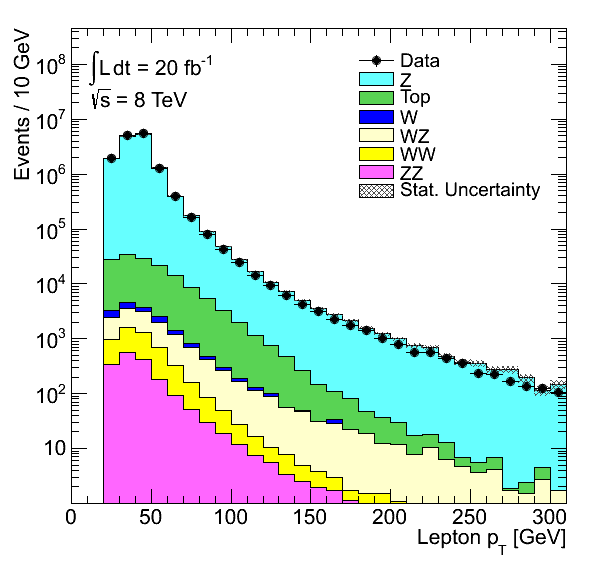 Events / 10 GeV
10^8
10^7
10^6
10^5
10^4
10^3
10^2
10
∫L dt = 20 fb^-1
√s = 8 TeV
Data
Z
Top
W
WZ
WW
ZZ
Stat. Uncertainty
0 50 100 150 200 250 300
Lepton p_T [GeV]